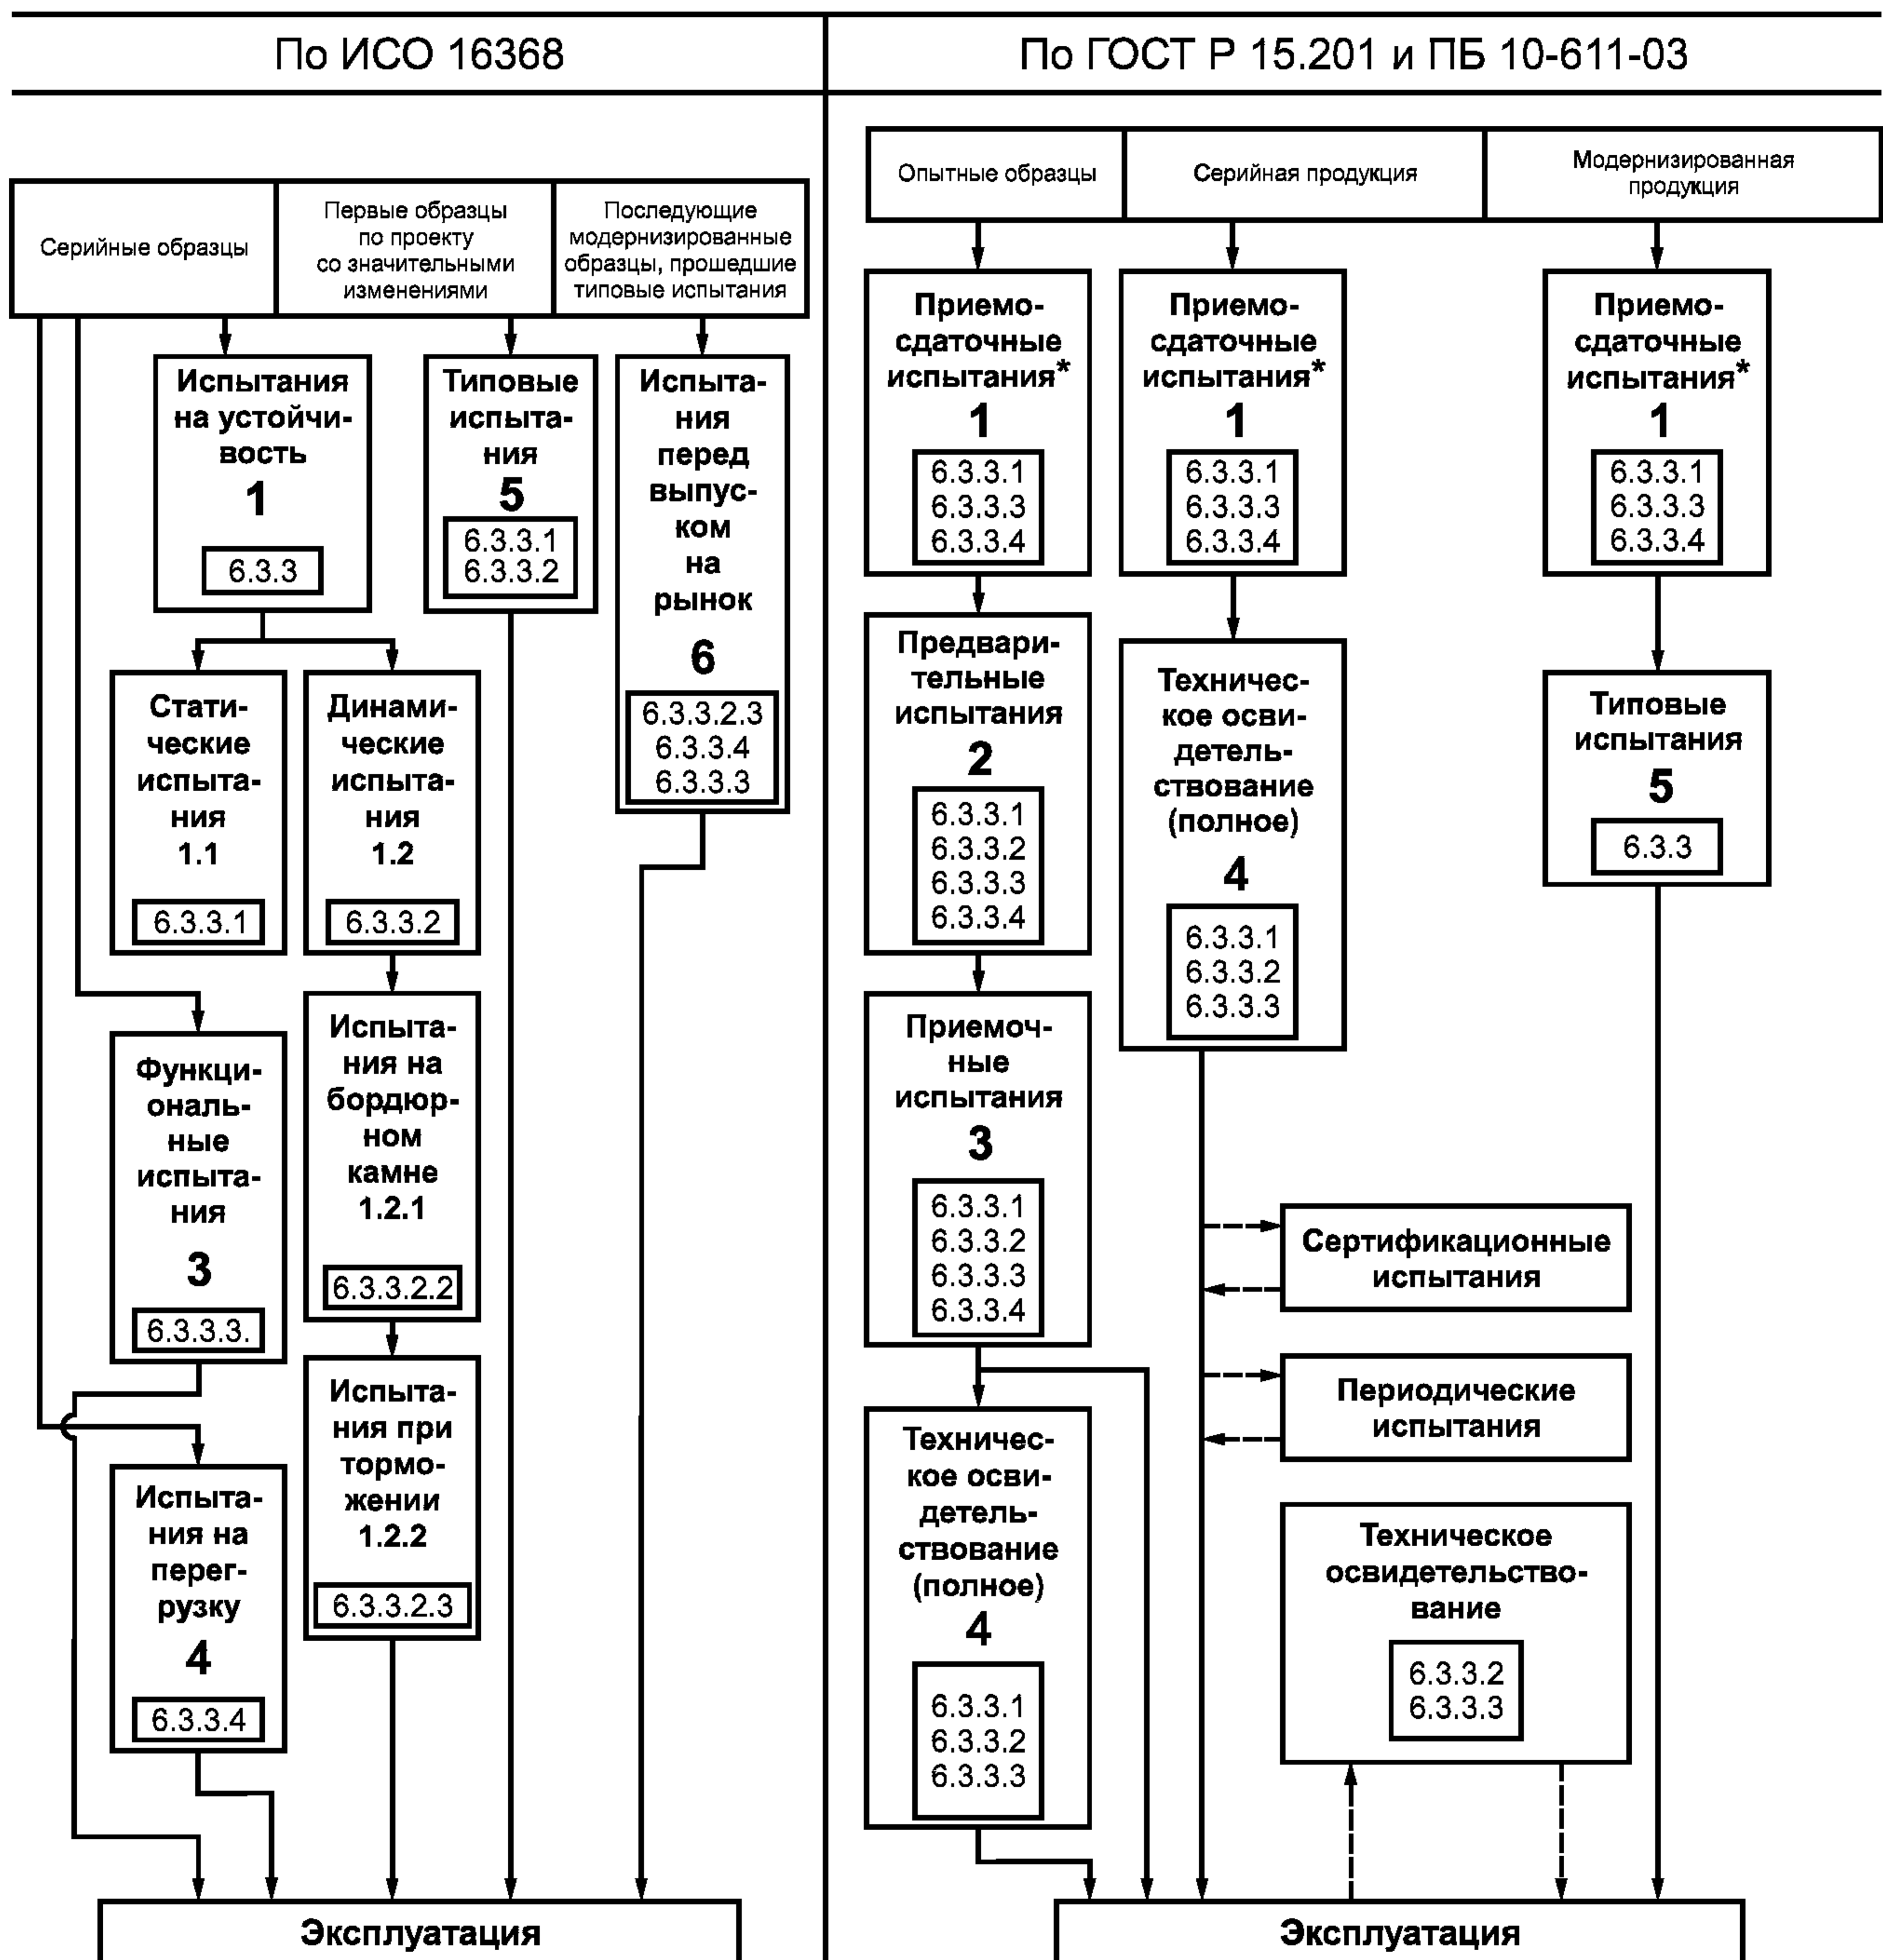 По ИСО 16368
Серийные образцы
Первые образцы
по проекту
со значительными
изменениями
Последующие
модернизированные
образцы, прошедшие
типовые испытания
Испытания
на устойчи-
вость
1
6.3.3
Типовые
испыта-
ния
5
6.3.3.1
6.3.3.2
Испыта-
ния
перед
выпус-
ком
на
рынок
6
6.3.3.2.3
6.3.3.4
6.3.3.3
Стати-
ческие
испыта-
ния
1.1
6.3.3.1
Динами-
ческие
испыта-
ния
1.2
6.3.3.2
Функци-
ональ-
ные
испыта-
ния
3
6.3.3.3.
Испыта-
ния на
бордюр-
ном
камне
1.2.1
6.3.3.2.2
Испыта-
ния на
перег-
рузку
4
6.3.3.4
Испыта-
ния при
тормо-
жении
1.2.2
6.3.3.2.3
Эксплуатация
По ГОСТ Р 15.201 и ПБ 10-611-03
Опытные образцы
Серийная продукция
Модернизированная
продукция
Приемо-
сдаточные
испытания*
1
6.3.3.1
6.3.3.3
6.3.3.4
Приемо-
сдаточные
испытания*
1
6.3.3.1
6.3.3.3
6.3.3.4
Приемо-
сдаточные
испытания*
1
6.3.3.1
6.3.3.3
6.3.3.4
Предвари-
тельные
испытания
2
6.3.3.1
6.3.3.2
6.3.3.3
6.3.3.4
Техничес-
кое осви-
детель-
ствование
(полное)
4
6.3.3.1
6.3.3.2
6.3.3.3
Типовые
испытания
5
6.3.3
Приемоч-
ные
испытания
3
6.3.3.1
6.3.3.2
6.3.3.3
6.3.3.4
Сертификационные
испытания
Периодические
испытания
Техничес-
кое осви-
детель-
ствование
(полное)
4
6.3.3.1
6.3.3.2
6.3.3.3
Техническое
освидетельство-
вание
6.3.3.2
6.3.3.3
Эксплуатация